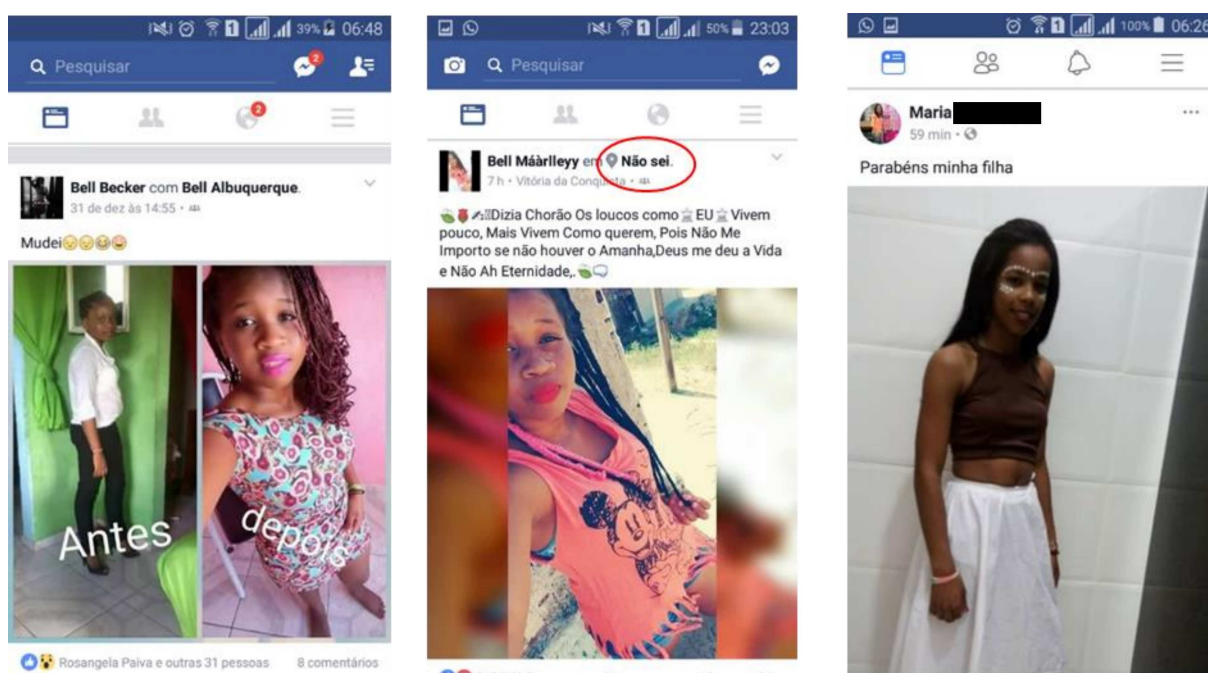 39% 06:48
Pesquisar
2
2
Bell Becker com Bell Albuquerque.
31 de dez às 14:55
Mudei
Antes
depois
Rosangela Paiva e outras 31 pessoas 8 comentários
50% 23:03
Pesquisar
Bell Máàrlleyy em Não sei.
7 h • Vitória da Conquista
Dizia Chorão Os loucos como EU Vivem
pouco, Mais Vivem Como querem, Pois Não Me
Importo se não houver o Amanha,Deus me deu a Vida
e Não Ah Eternidade,.
100% 06:26
Maria
59 min
Parabéns minha filha